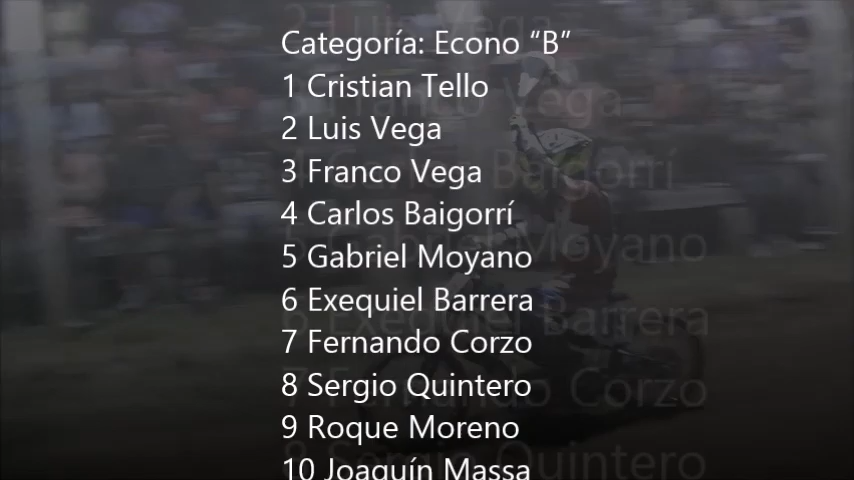 Categoría: Econo “B”
1 Cristian Tello
2 Luis Vega
3 Franco Vega
4 Carlos Baigorrí
5 Gabriel Moyano
6 Exequiel Barrera
7 Fernando Corzo
8 Sergio Quintero
9 Roque Moreno
10 Joaquín Massa